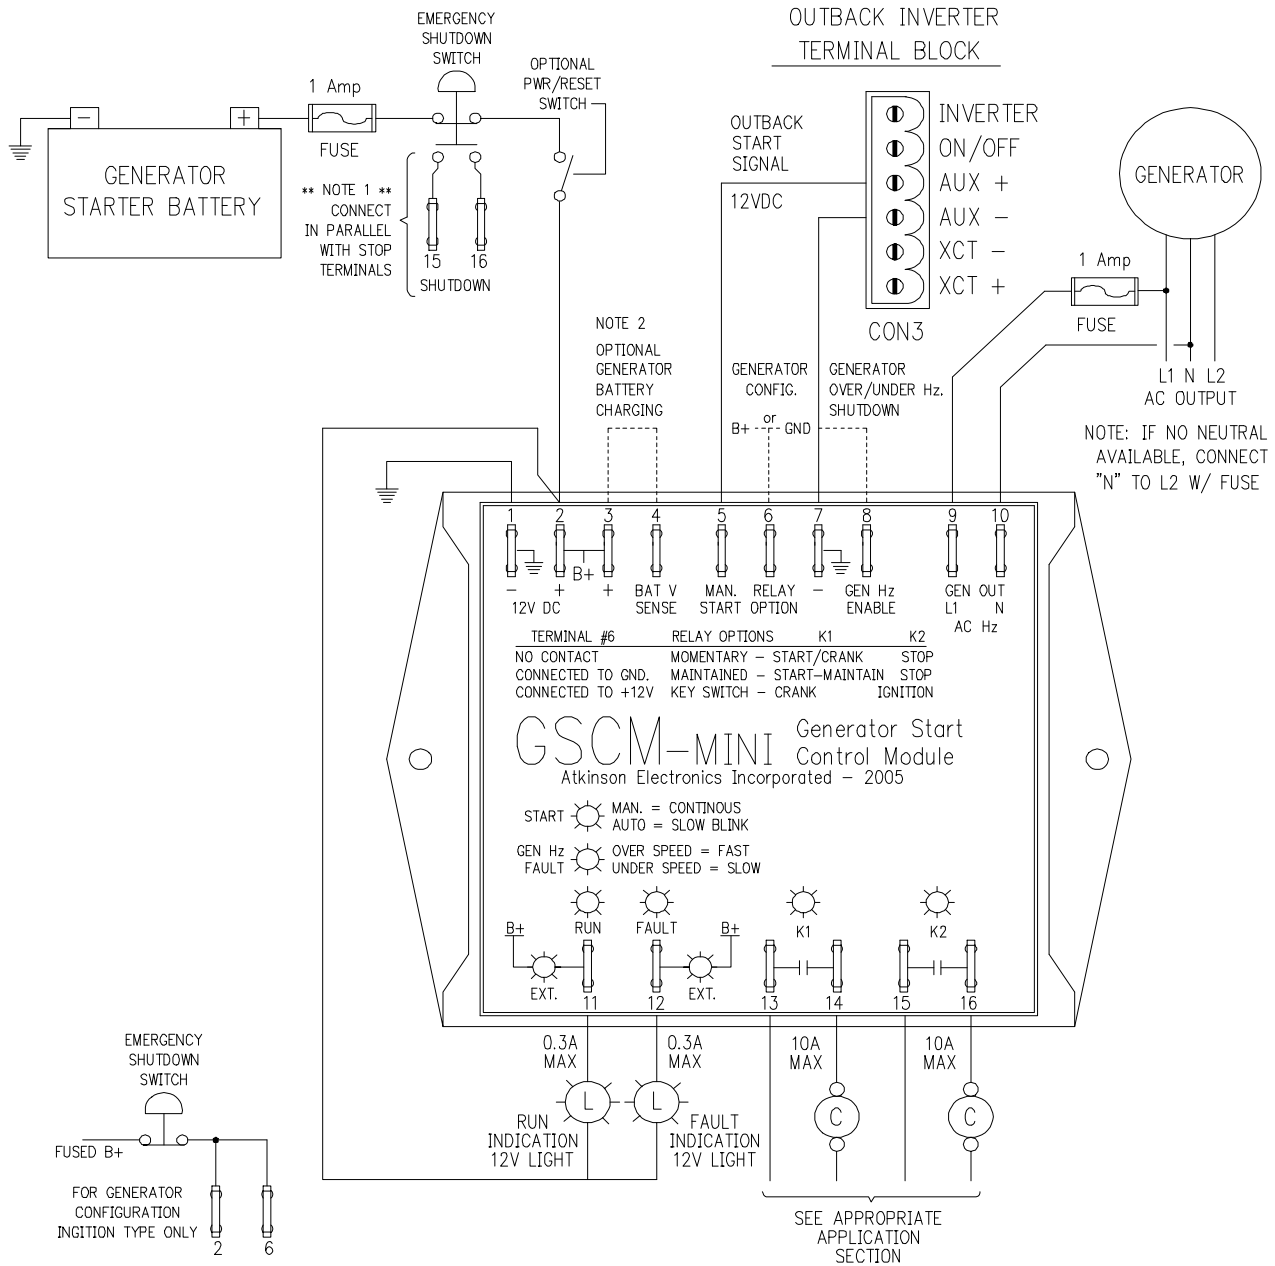 EMERGENCY
SHUTDOWN
SWITCH
OPTIONAL
PWR/RESET
SWITCH
1 Amp
FUSE
- +
GENERATOR
STARTER BATTERY
** NOTE 1 **
CONNECT
IN PARALLEL
WITH STOP
TERMINALS
15 16
SHUTDOWN
OUTBACK INVERTER
TERMINAL BLOCK
OUTBACK
START
SIGNAL
12VDC
INVERTER
ON/OFF
AUX +
AUX -
XCT -
XCT +
CON3
GENERATOR
1 Amp
FUSE
L1 N L2
AC OUTPUT
NOTE: IF NO NEUTRAL
AVAILABLE, CONNECT
"N" TO L2 W/ FUSE
NOTE 2
OPTIONAL
GENERATOR
BATTERY
CHARGING
GENERATOR
CONFIG.
or
B+ GND
GENERATOR
OVER/UNDER Hz.
SHUTDOWN
1 2 3 4 5 6 7 8 9 10
B+
- + +
12V DC
BAT V
SENSE
MAN.
START
RELAY
OPTION
-
GEN Hz
ENABLE
GEN OUT
L1 N
AC Hz
TERMINAL #6 RELAY OPTIONS K1 K2
NO CONTACT MOMENTARY - START/CRANK STOP
CONNECTED TO GND. MAINTAINED - START-MAINTAIN STOP
CONNECTED TO +12V KEY SWITCH - CRANK IGNITION
GSCM-MINI
Generator Start
Control Module
Atkinson Electronics Incorporated - 2005
START
MAN. = CONTINOUS
AUTO = SLOW BLINK
GEN Hz
FAULT
OVER SPEED = FAST
UNDER SPEED = SLOW
B+ RUN FAULT B+ K1 K2
EXT. EXT.
11 12 13 14 15 16
0.3A
MAX
0.3A
MAX
10A
MAX
10A
MAX
L L C C
RUN
INDICATION
12V LIGHT
FAULT
INDICATION
12V LIGHT
SEE APPROPRIATE
APPLICATION
SECTION
EMERGENCY
SHUTDOWN
SWITCH
FUSED B+
FOR GENERATOR
CONFIGURATION
INGITION TYPE ONLY
2 6